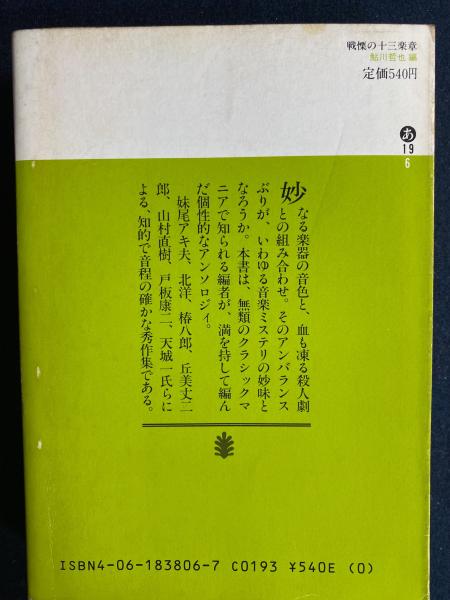 戦慄の十三楽章
鮎川哲也 編
定価540円
あ
19
6
妙なる楽器の音色と、血も凍る殺人劇
との組み合わせ。そのアンバランス
ぶりが、いわゆる音楽ミステリの妙味と
なろうか。本書は、無類のクラシックマ
ニアで知られる編者が、満を持して編ん
だ個性的なアンソロジイ。
妹尾アキ夫、北洋、椿八郎、丘美丈二
郎、山村直樹、戸板康二、天城一氏らに
よる、知的で音程の確かな秀作集である。
ISBN4-06-183806-7 C0193 ¥540E (0)